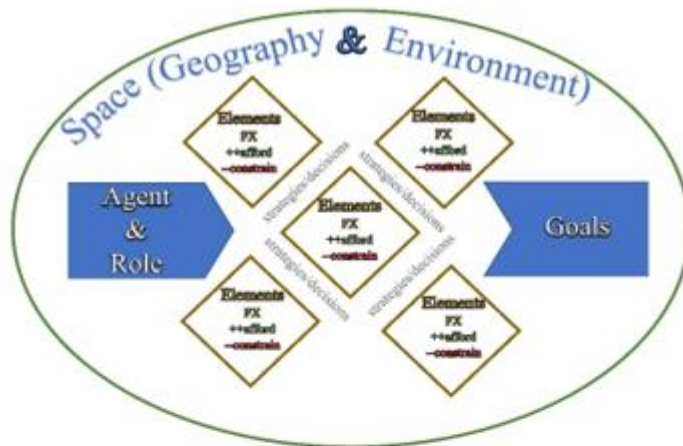 Space (Geography & Environment)
Elements
FX
++afford
--constrain
Elements
FX
++afford
--constrain
strategies/decisions
strategies/decisions
Agent
&
Role
Elements
FX
++afford
--constrain
Goals
strategies/decisions
strategies/decisions
Elements
FX
++afford
--constrain
Elements
FX
++afford
--constrain